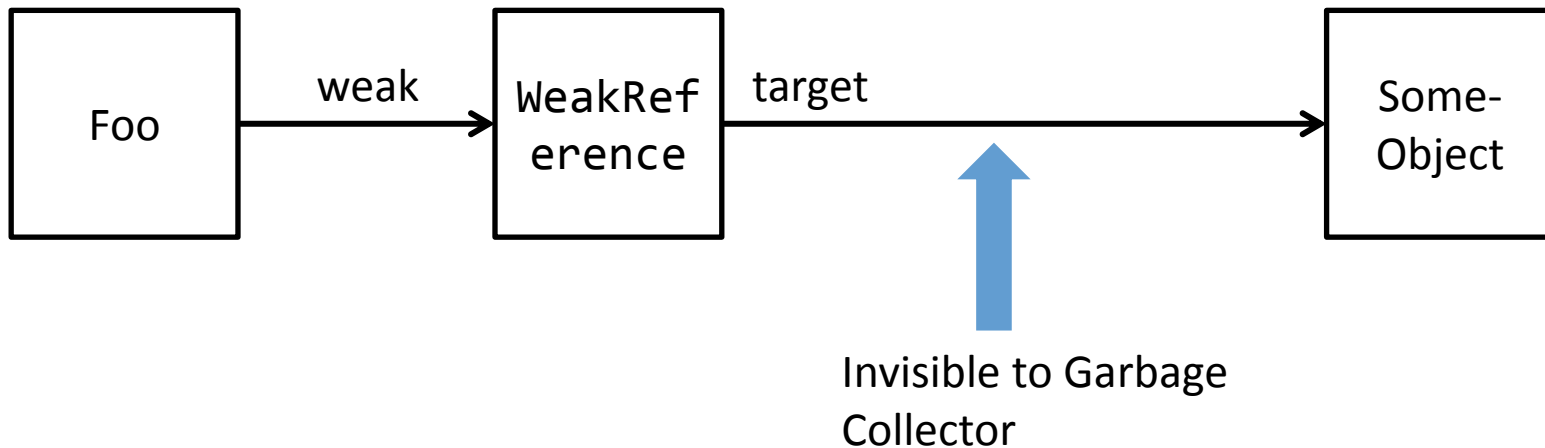 weak
target
Foo
WeakRef
erence
Some-
Object
Invisible to Garbage
Collector